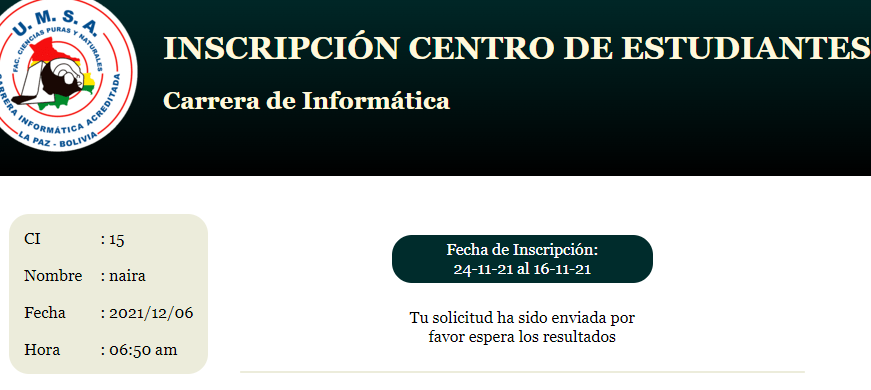 U. M. S. A.
FAC. CIENCIAS PURAS Y NATURALES
CARRERA INFORMÁTICA ACREDITADA
LA PAZ - BOLIVIA
INSCRIPCIÓN CENTRO DE ESTUDIANTES
Carrera de Informática
CI : 15
Nombre : naira
Fecha : 2021/12/06
Hora : 06:50 am
Fecha de Inscripción:
24-11-21 al 16-11-21
Tu solicitud ha sido enviada por
favor espera los resultados